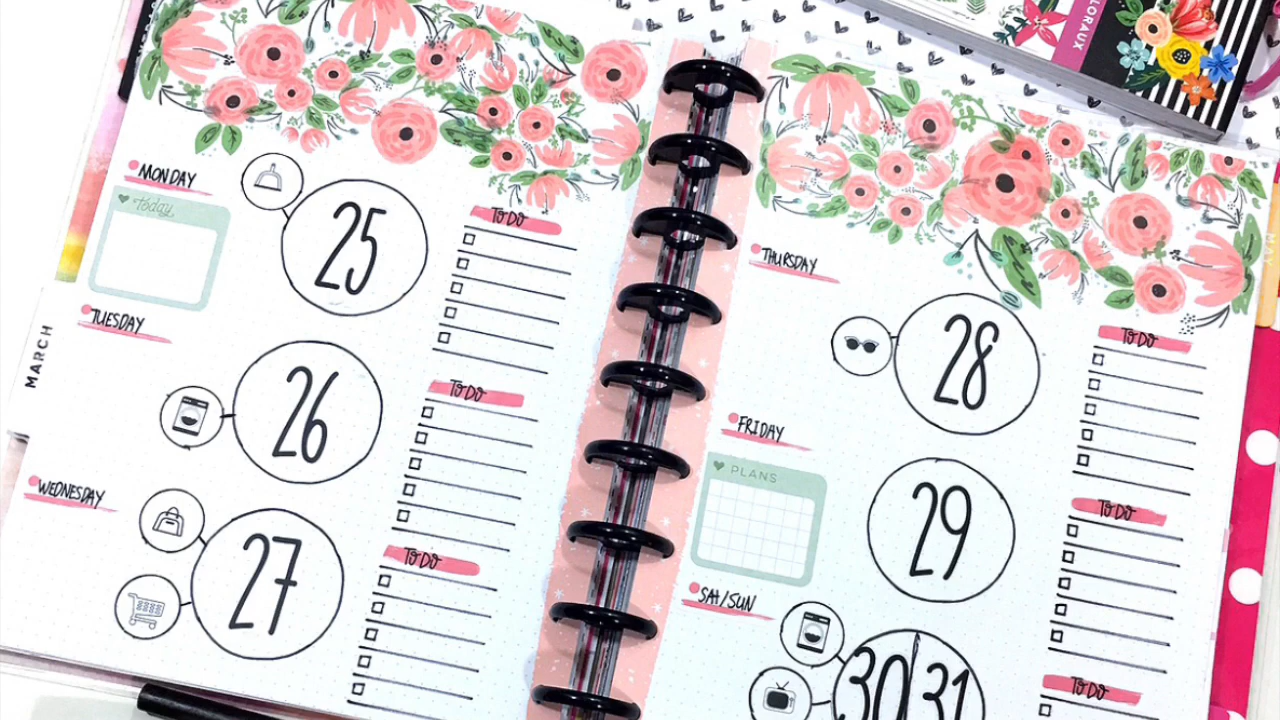 MARCH
MONDAY
today
25
TO DO
TUESDAY
26
TO DO
WEDNESDAY
27
TO DO
THURSDAY
28
TO DO
FRIDAY
PLANS
29
TO DO
SAT/SUN
30 31
TO DO